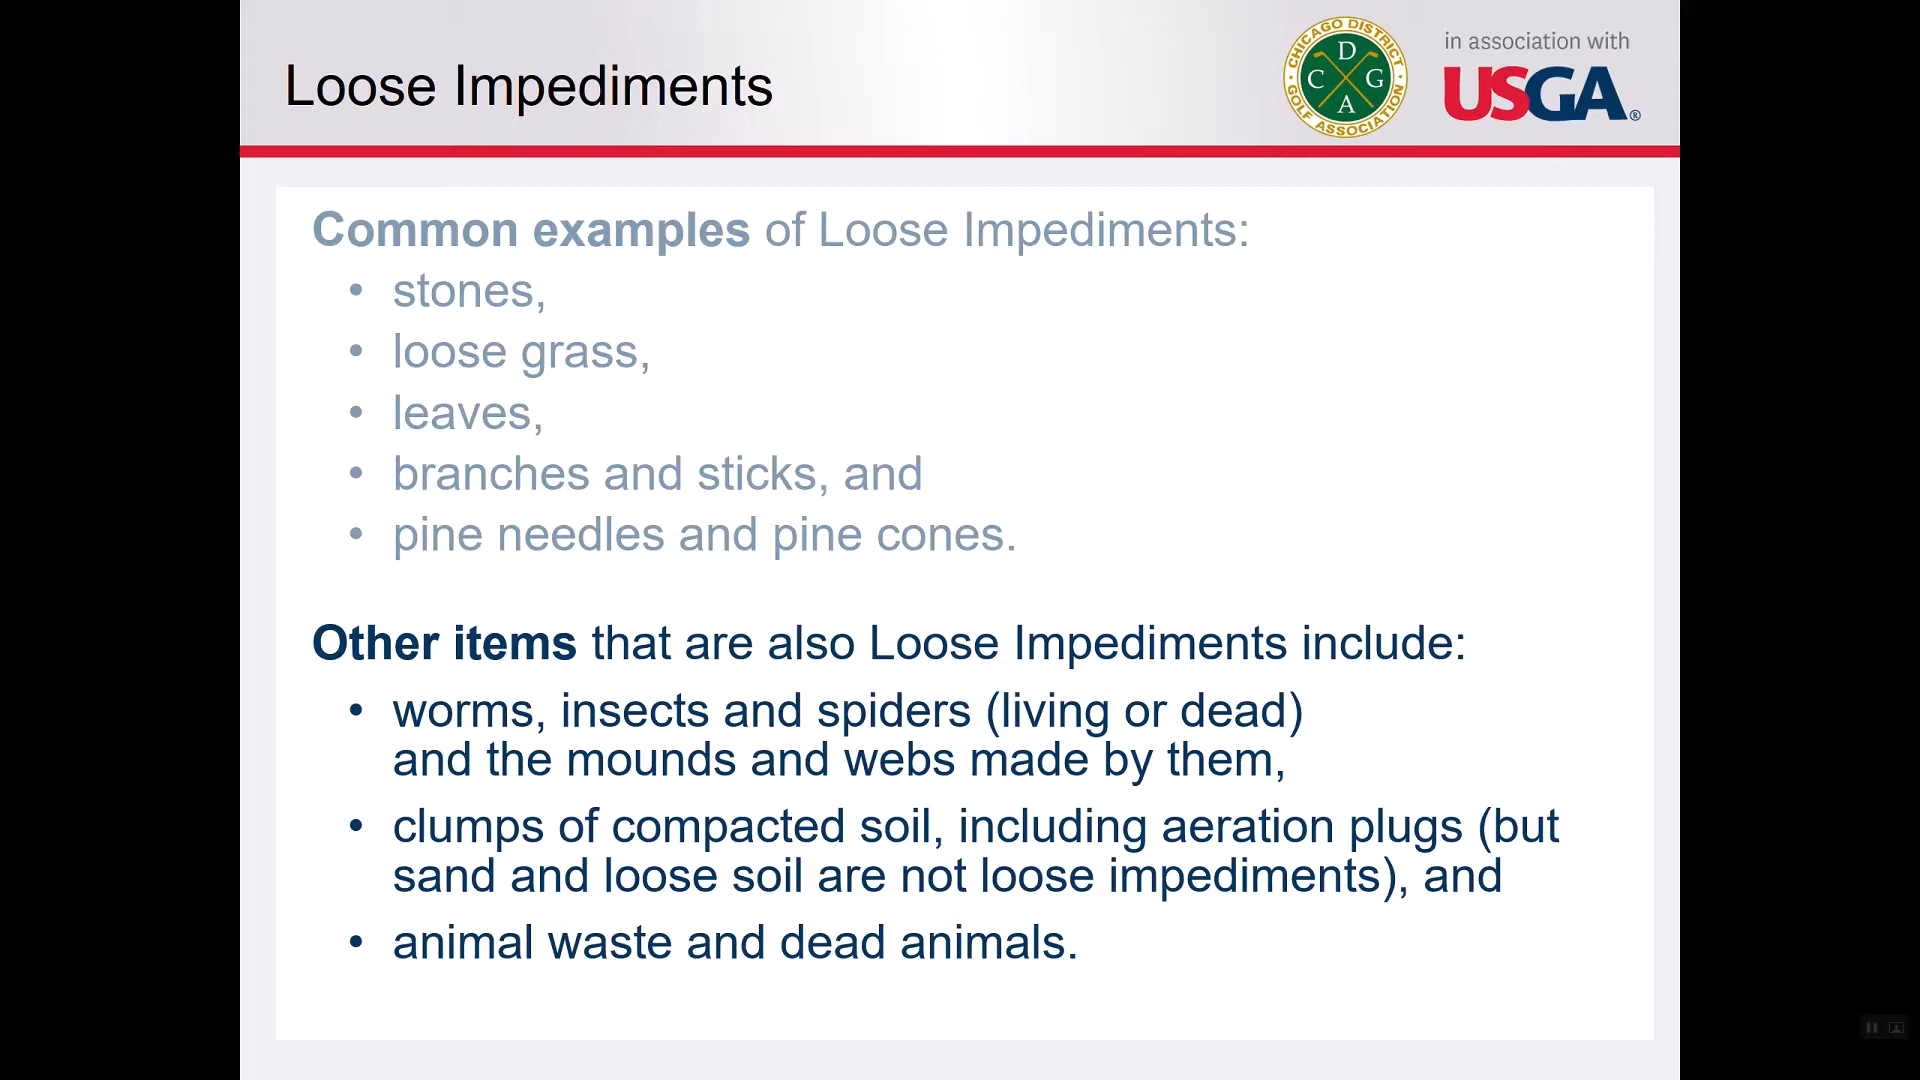 Loose Impediments
CHICAGO DISTRICT
GOLF ASSOCIATION
D
C G
A
in association with
USGA®
Common examples of Loose Impediments:
• stones,
• loose grass,
• leaves,
• branches and sticks, and
• pine needles and pine cones.
Other items that are also Loose Impediments include:
• worms, insects and spiders (living or dead)
and the mounds and webs made by them,
• clumps of compacted soil, including aeration plugs (but
sand and loose soil are not loose impediments), and
• animal waste and dead animals.